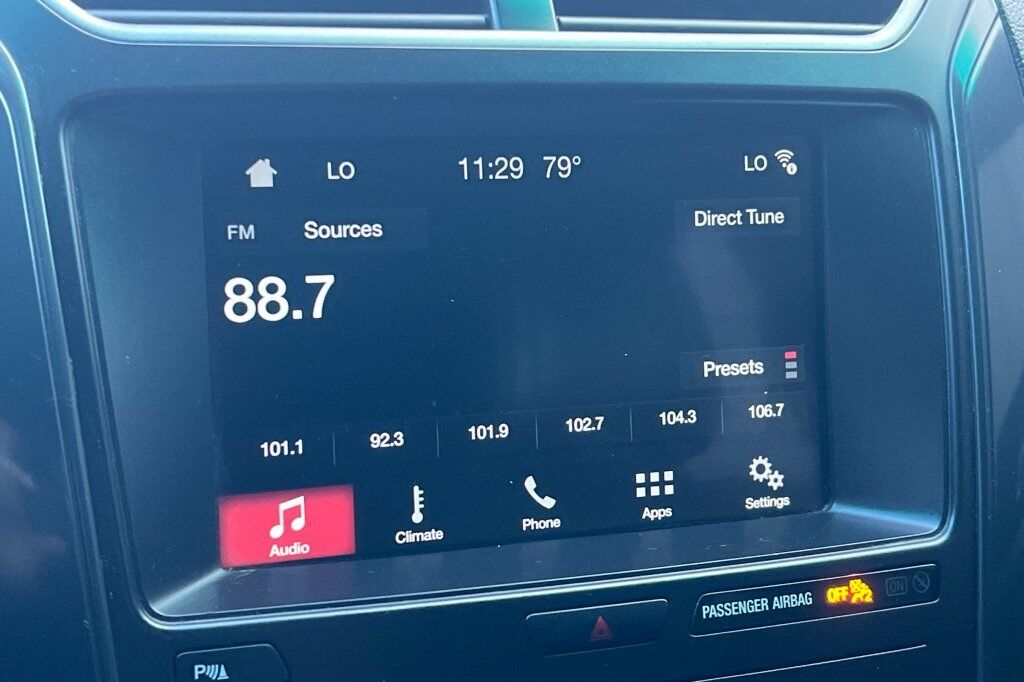 LO 11:29 79° LO
FM Sources Direct Tune
88.7
Presets
101.1 92.3 101.9 102.7 104.3 106.7
Audio Climate Phone Apps Settings
PASSENGER AIRBAG OFF ON
P